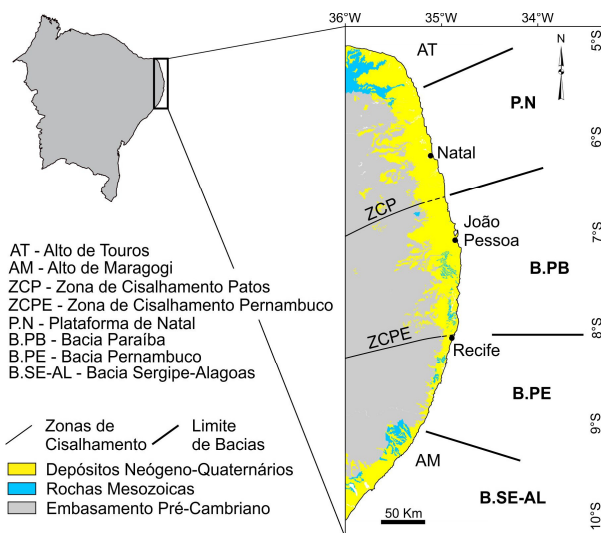 36°W 35°W 34°W
5°S
6°S
7°S
8°S
9°S
10°S
N
AT
P.N
Natal
ZCP
João
Pessoa
B.PB
ZCPE
Recife
B.PE
AM
B.SE-AL
50 Km
AT - Alto de Touros
AM - Alto de Maragogi
ZCP - Zona de Cisalhamento Patos
ZCPE - Zona de Cisalhamento Pernambuco
P.N - Plataforma de Natal
B.PB - Bacia Paraíba
B.PE - Bacia Pernambuco
B.SE-AL - Bacia Sergipe-Alagoas
Zonas de
Cisalhamento
Limite
de Bacias
Depósitos Neógeno-Quaternários
Rochas Mesozoicas
Embasamento Pré-Cambriano